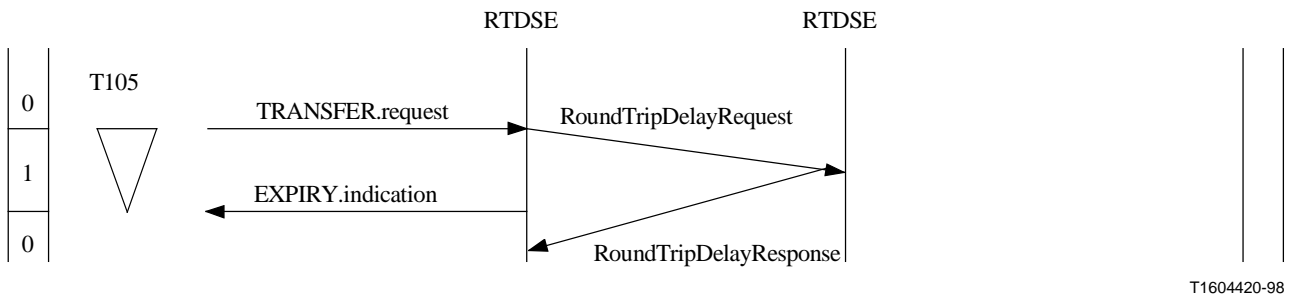 RTDSE RTDSE
T105
0
TRANSFER.request RoundTripDelayRequest
1
EXPIRY.indication
0
RoundTripDelayResponse
T1604420-98